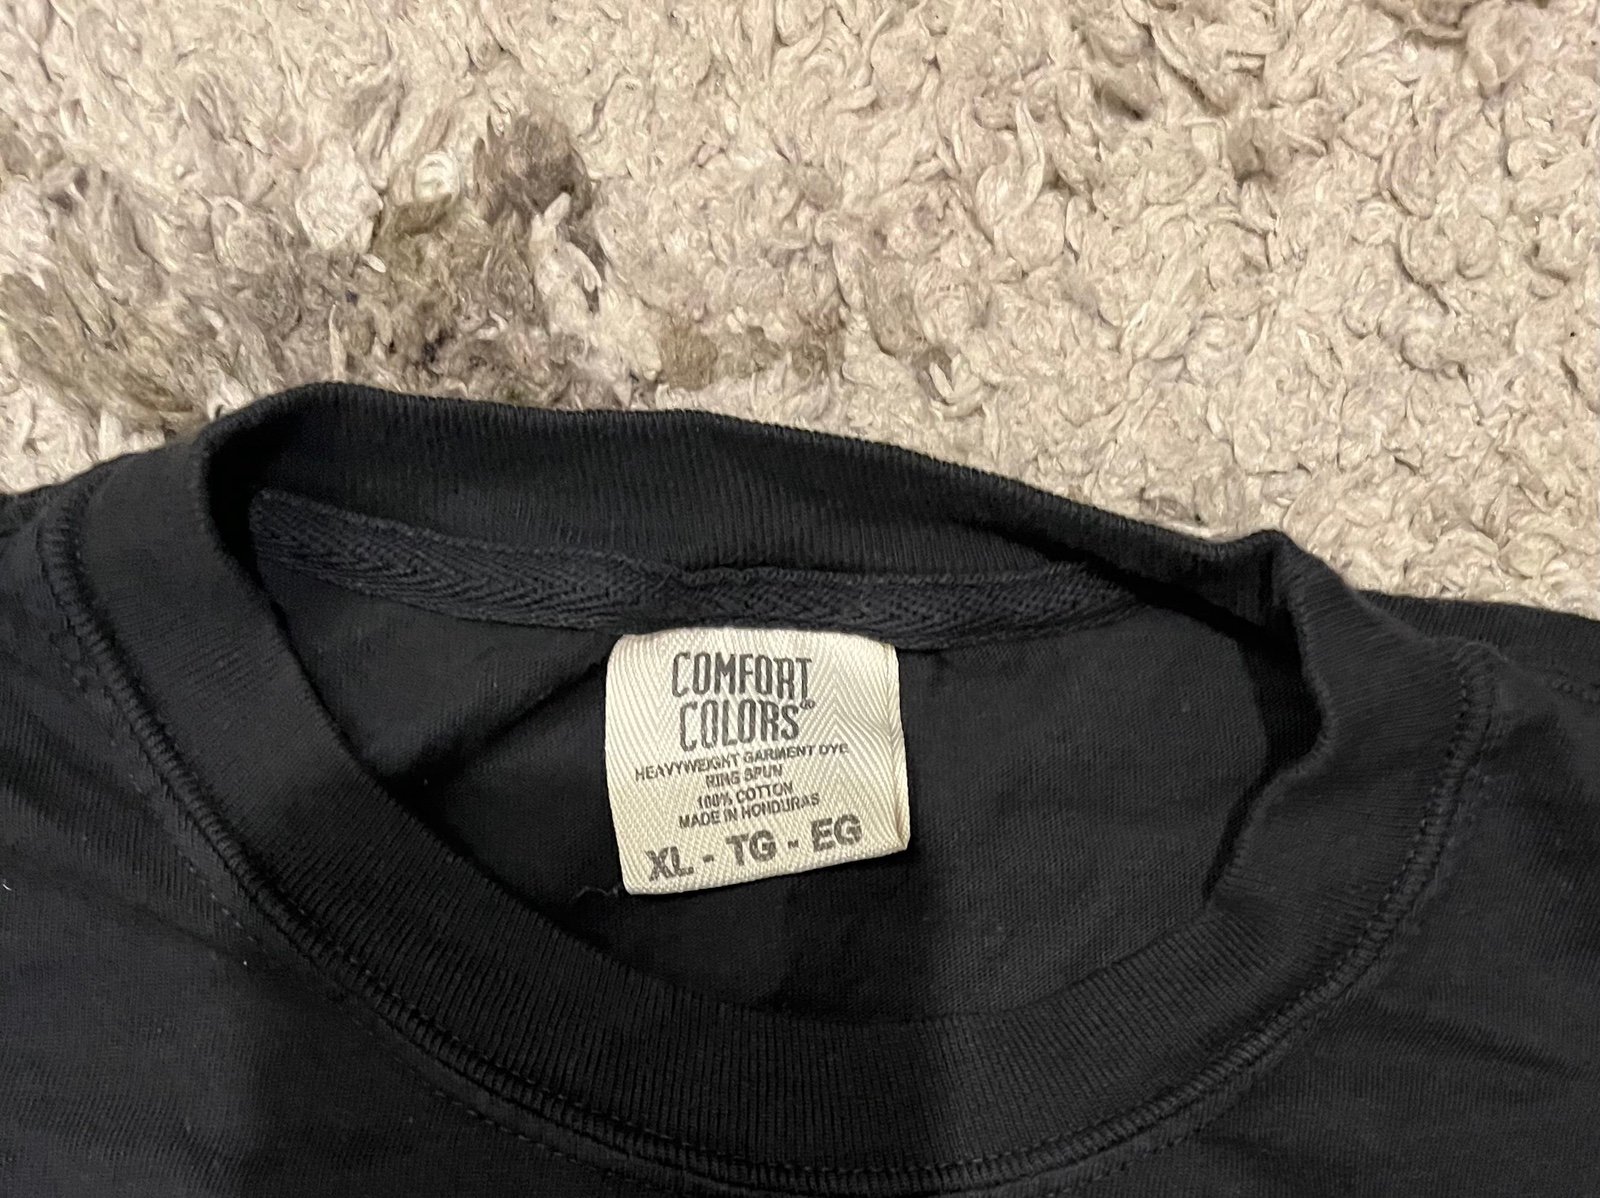 COMFORT
COLORS®
HEAVYWEIGHT GARMENT DYE
RING SPUN
100% COTTON
MADE IN HONDURAS
XL - TG - EG